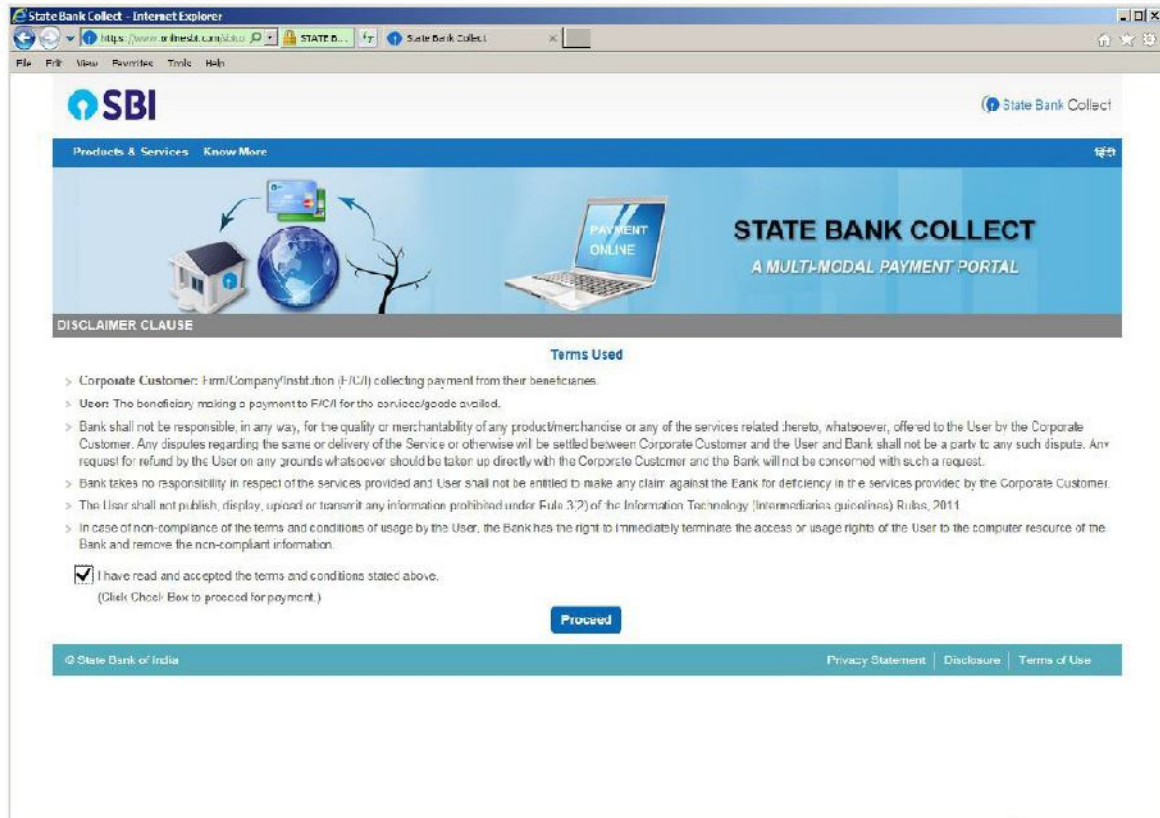 State Bank Collect - Internet Explorer
https://www.onlinesbi.com/sbico STATE B... State Bank Collect
File Edit View Favorites Tools Help
SBI
State Bank Collect
Products & Services Know More हिंदी
PAYMENT
ONLINE
STATE BANK COLLECT
A MULTI-MODAL PAYMENT PORTAL
DISCLAIMER CLAUSE
Terms Used
> Corporate Customer: Firm/Company/Institution (F/C/I) collecting payment from their beneficiaries.
> User: The beneficiary making a payment to F/C/I for the services/goods availed.
> Bank shall not be responsible, in any way, for the quality or merchantability of any product/merchandise or any of the services related thereto, whatsoever, offered to the User by the Corporate
Customer. Any disputes regarding the same or delivery of the Service or otherwise will be settled between Corporate Customer and the User and Bank shall not be a party to any such dispute. Any
request for refund by the User on any grounds whatsoever should be taken up directly with the Corporate Customer and the Bank will not be concerned with such a request.
> Bank takes no responsibility in respect of the services provided and User shall not be entitled to make any claim against the Bank for deficiency in the services provided by the Corporate Customer.
> The User shall not publish, display, upload or transmit any information prohibited under Rule 3(2) of the Information Technology (Intermediaries guidelines) Rules, 2011.
> In case of non-compliance of the terms and conditions of usage by the User, the Bank has the right to immediately terminate the access or usage rights of the User to the computer resource of the
Bank and remove the non-compliant information.
I have read and accepted the terms and conditions stated above.
(Click Check Box to proceed for payment.)
Proceed
© State Bank of India Privacy Statement | Disclosure | Terms of Use